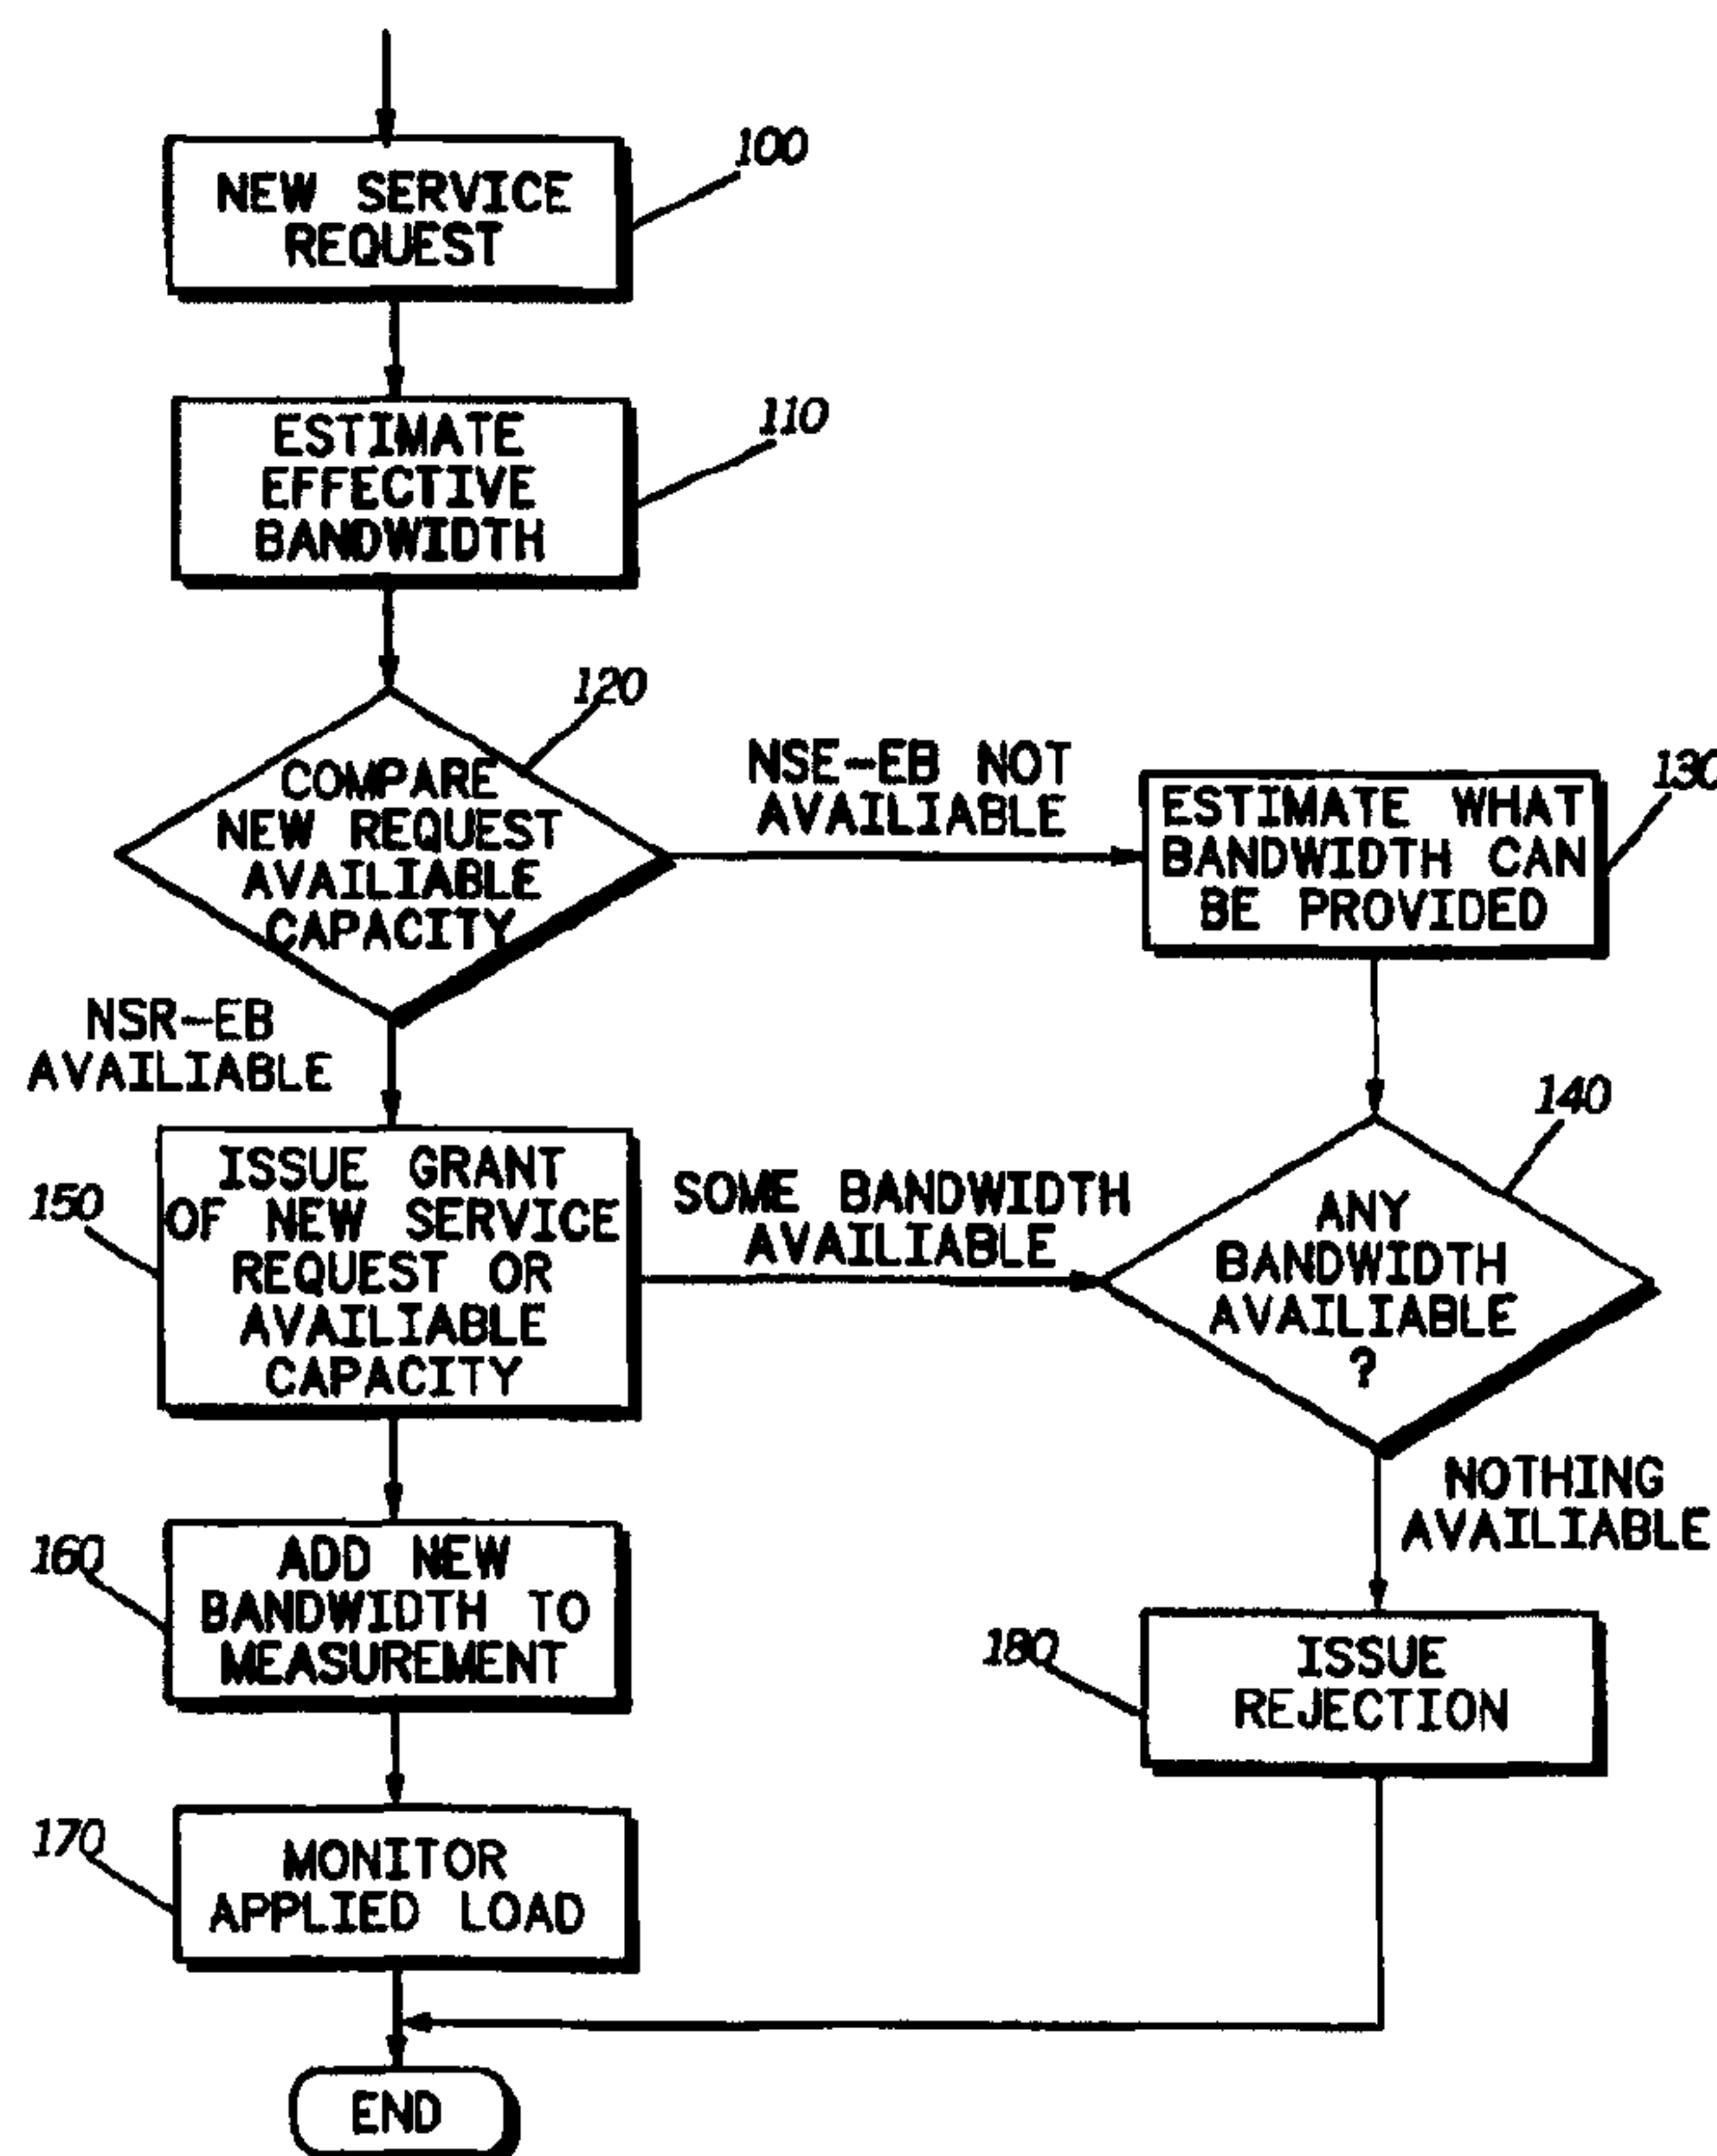 100
NEW SERVICE
REQUEST
110
ESTIMATE
EFFECTIVE
BANDWIDTH
120
COMPARE
NEW REQUEST
AVAILIABLE
CAPACITY
NSE-EB NOT
AVAILIABLE
130
ESTIMATE WHAT
BANDWIDTH CAN
BE PROVIDED
NSR-EB
AVAILIABLE
140
ANY
BANDWIDTH
AVAILIABLE
?
150
ISSUE GRANT
OF NEW SERVICE
REQUEST OR
AVAILIABLE
CAPACITY
SOME BANDWIDTH
AVAILIABLE
NOTHING
AVAILIABLE
160
ADD NEW
BANDWIDTH TO
MEASUREMENT
180
ISSUE
REJECTION
170
MONITOR
APPLIED LOAD
END